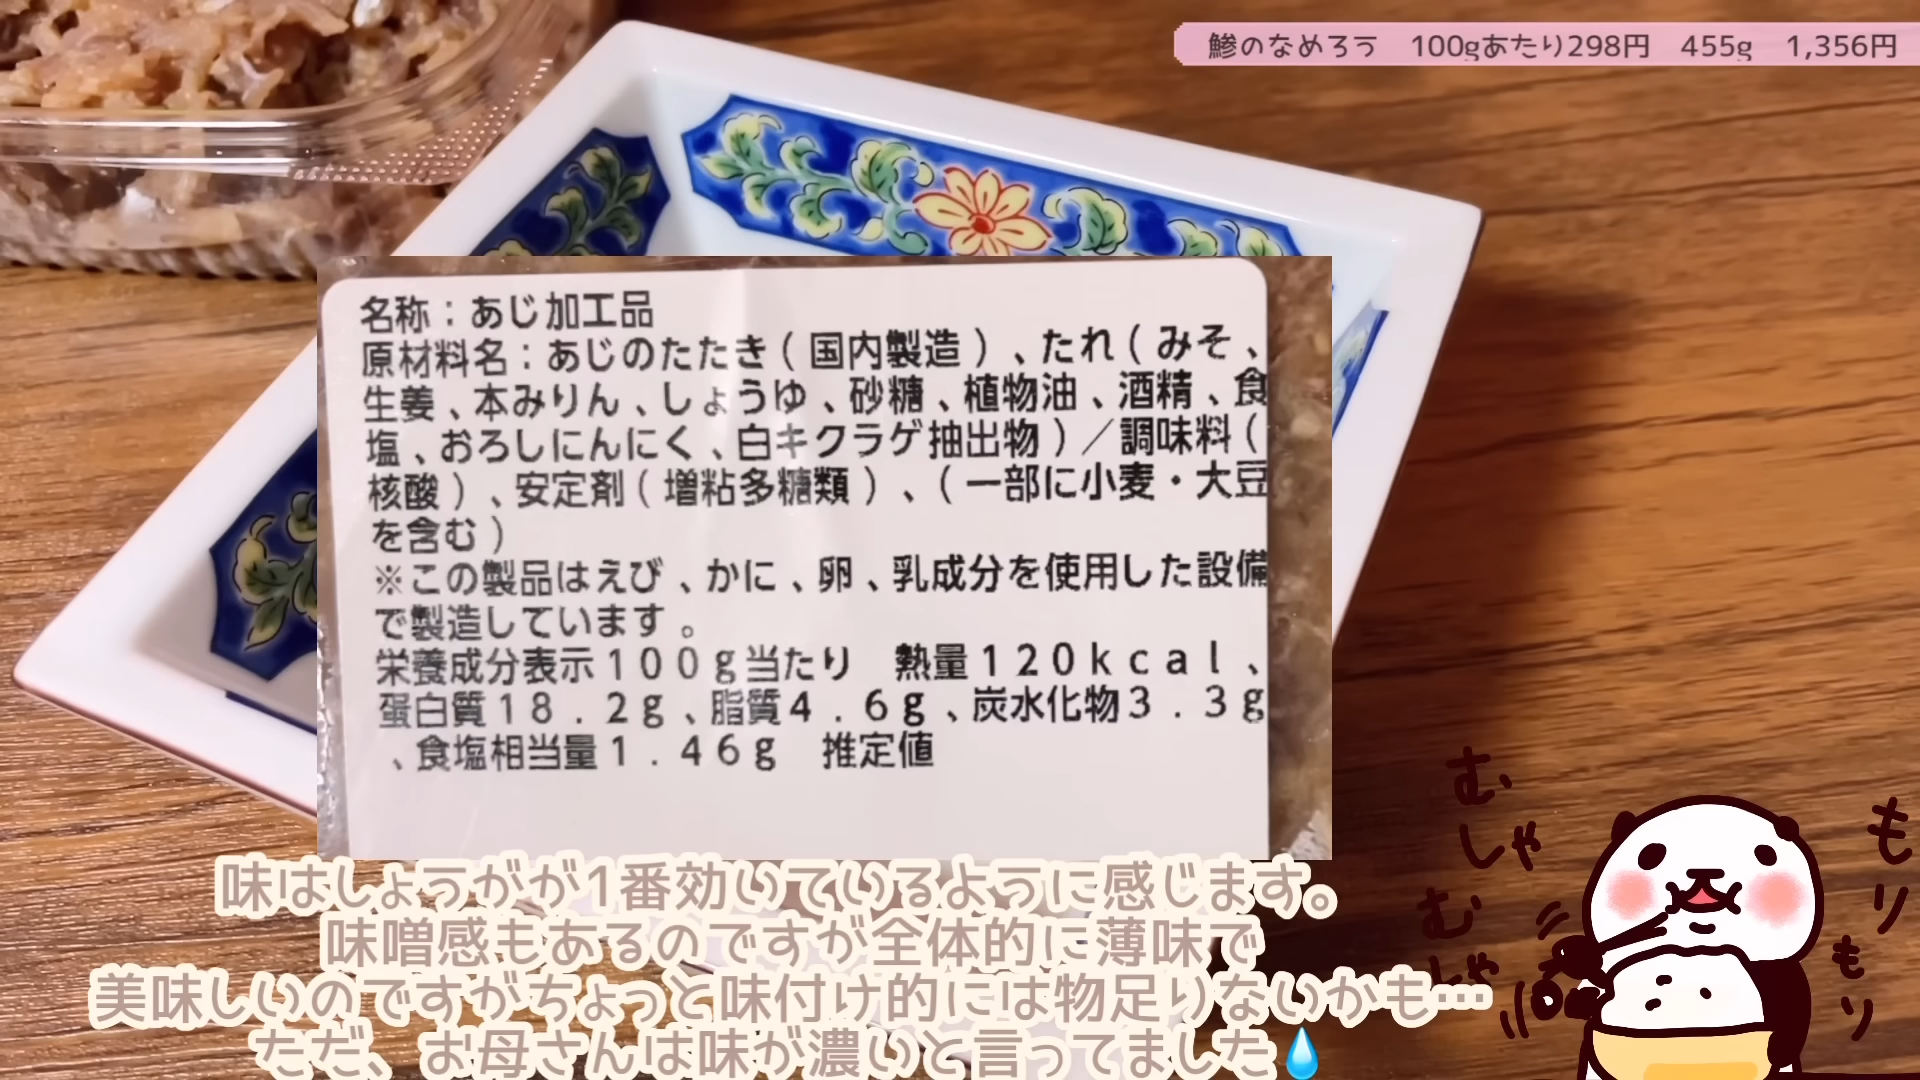 鯵のなめろう 100gあたり298円 455g 1,356円
名称：あじ加工品
原材料名：あじのたたき（国内製造）、たれ（みそ、
生姜、本みりん、しょうゆ、砂糖、植物油、酒精、食
塩、おろしにんにく、白キクラゲ抽出物）／調味料（
核酸）、安定剤（増粘多糖類）、（一部に小麦・大豆
を含む）
※この製品はえび、かに、卵、乳成分を使用した設備
で製造しています。
栄養成分表示１００ｇ当たり　熱量１２０ｋｃａｌ、
蛋白質１８．２ｇ、脂質４．６ｇ、炭水化物３．３ｇ
、食塩相当量１．４６ｇ　推定値
味はしょうがが1番効いているように感じます。
味噌感もあるのですが全体的に薄味で
美味しいのですがちょっと味付け的には物足りないかも…
ただ、お母さんは味が濃いと言ってました💧
むしゃ
むしゃ
もり
もり